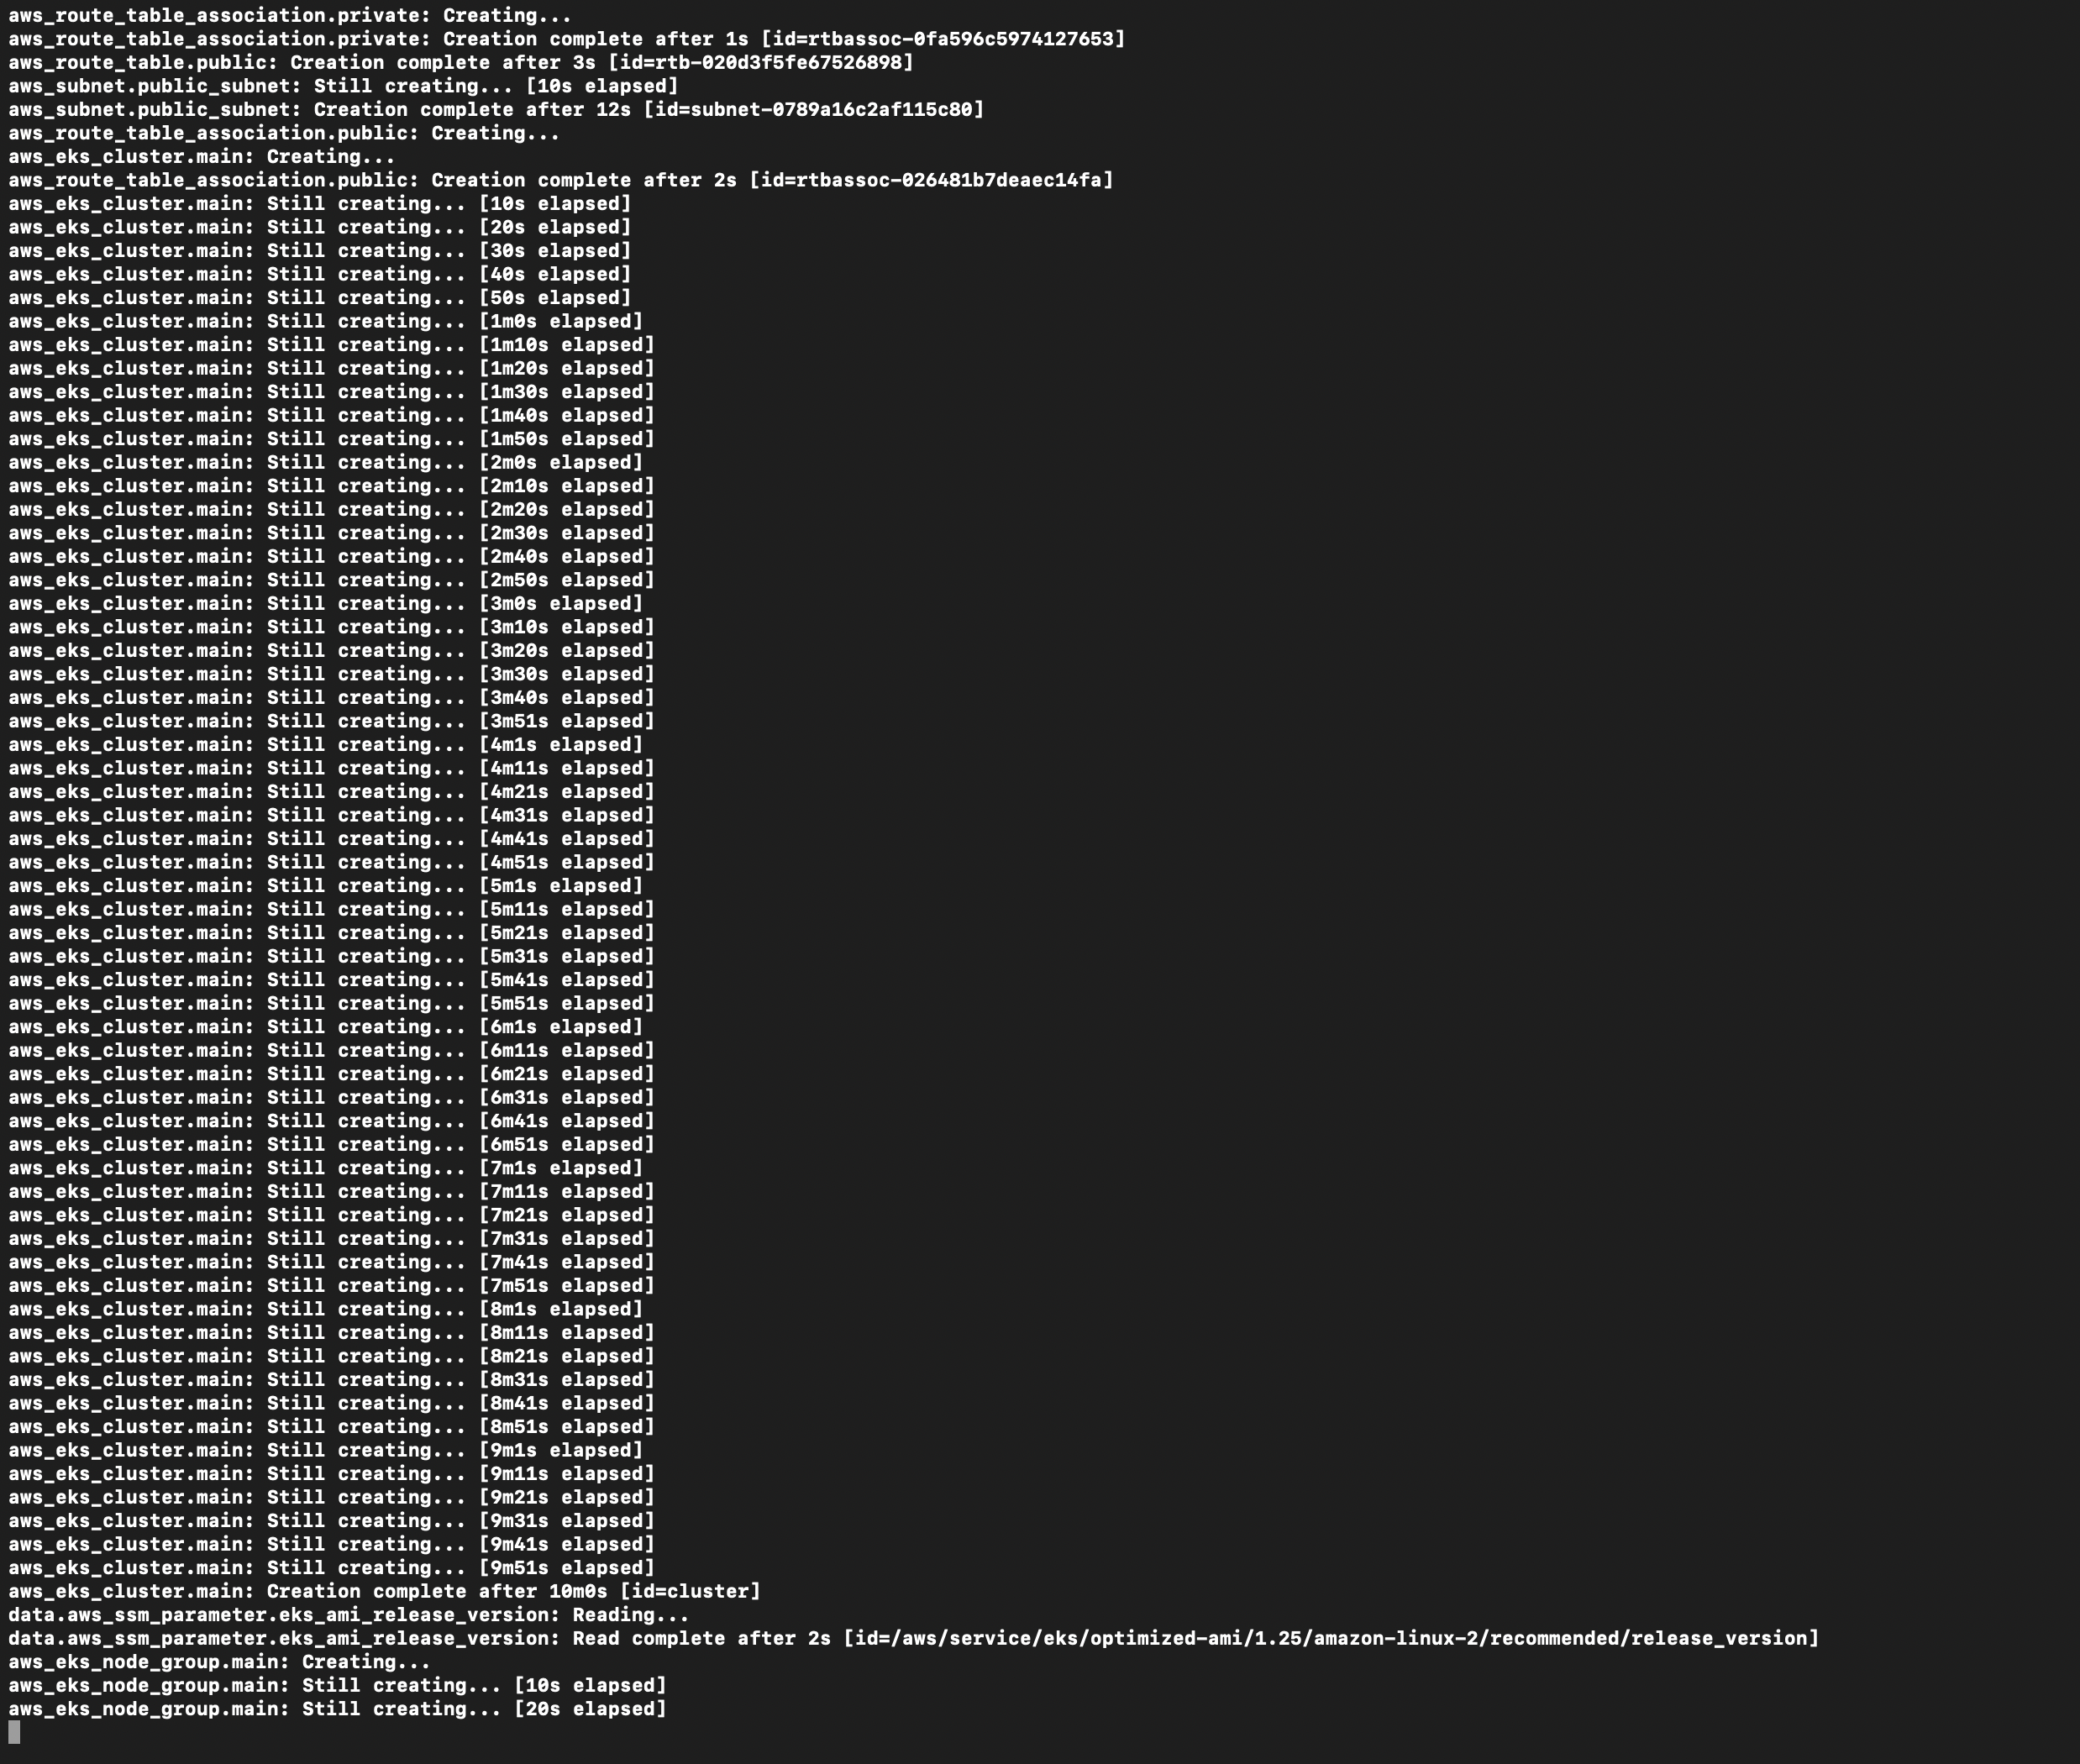 aws_route_table_association.private: Creating...
aws_route_table_association.private: Creation complete after 1s [id=rtbassoc-0fa596c5974127653]
aws_route_table.public: Creation complete after 3s [id=rtb-020d3f5fe67526898]
aws_subnet.public_subnet: Still creating... [10s elapsed]
aws_subnet.public_subnet: Creation complete after 12s [id=subnet-0789a16c2af115c80]
aws_route_table_association.public: Creating...
aws_eks_cluster.main: Creating...
aws_route_table_association.public: Creation complete after 2s [id=rtbassoc-026481b7deaec14fa]
aws_eks_cluster.main: Still creating... [10s elapsed]
aws_eks_cluster.main: Still creating... [20s elapsed]
aws_eks_cluster.main: Still creating... [30s elapsed]
aws_eks_cluster.main: Still creating... [40s elapsed]
aws_eks_cluster.main: Still creating... [50s elapsed]
aws_eks_cluster.main: Still creating... [1m0s elapsed]
aws_eks_cluster.main: Still creating... [1m10s elapsed]
aws_eks_cluster.main: Still creating... [1m20s elapsed]
aws_eks_cluster.main: Still creating... [1m30s elapsed]
aws_eks_cluster.main: Still creating... [1m40s elapsed]
aws_eks_cluster.main: Still creating... [1m50s elapsed]
aws_eks_cluster.main: Still creating... [2m0s elapsed]
aws_eks_cluster.main: Still creating... [2m10s elapsed]
aws_eks_cluster.main: Still creating... [2m20s elapsed]
aws_eks_cluster.main: Still creating... [2m30s elapsed]
aws_eks_cluster.main: Still creating... [2m40s elapsed]
aws_eks_cluster.main: Still creating... [2m50s elapsed]
aws_eks_cluster.main: Still creating... [3m0s elapsed]
aws_eks_cluster.main: Still creating... [3m10s elapsed]
aws_eks_cluster.main: Still creating... [3m20s elapsed]
aws_eks_cluster.main: Still creating... [3m30s elapsed]
aws_eks_cluster.main: Still creating... [3m40s elapsed]
aws_eks_cluster.main: Still creating... [3m51s elapsed]
aws_eks_cluster.main: Still creating... [4m1s elapsed]
aws_eks_cluster.main: Still creating... [4m11s elapsed]
aws_eks_cluster.main: Still creating... [4m21s elapsed]
aws_eks_cluster.main: Still creating... [4m31s elapsed]
aws_eks_cluster.main: Still creating... [4m41s elapsed]
aws_eks_cluster.main: Still creating... [4m51s elapsed]
aws_eks_cluster.main: Still creating... [5m1s elapsed]
aws_eks_cluster.main: Still creating... [5m11s elapsed]
aws_eks_cluster.main: Still creating... [5m21s elapsed]
aws_eks_cluster.main: Still creating... [5m31s elapsed]
aws_eks_cluster.main: Still creating... [5m41s elapsed]
aws_eks_cluster.main: Still creating... [5m51s elapsed]
aws_eks_cluster.main: Still creating... [6m1s elapsed]
aws_eks_cluster.main: Still creating... [6m11s elapsed]
aws_eks_cluster.main: Still creating... [6m21s elapsed]
aws_eks_cluster.main: Still creating... [6m31s elapsed]
aws_eks_cluster.main: Still creating... [6m41s elapsed]
aws_eks_cluster.main: Still creating... [6m51s elapsed]
aws_eks_cluster.main: Still creating... [7m1s elapsed]
aws_eks_cluster.main: Still creating... [7m11s elapsed]
aws_eks_cluster.main: Still creating... [7m21s elapsed]
aws_eks_cluster.main: Still creating... [7m31s elapsed]
aws_eks_cluster.main: Still creating... [7m41s elapsed]
aws_eks_cluster.main: Still creating... [7m51s elapsed]
aws_eks_cluster.main: Still creating... [8m1s elapsed]
aws_eks_cluster.main: Still creating... [8m11s elapsed]
aws_eks_cluster.main: Still creating... [8m21s elapsed]
aws_eks_cluster.main: Still creating... [8m31s elapsed]
aws_eks_cluster.main: Still creating... [8m41s elapsed]
aws_eks_cluster.main: Still creating... [8m51s elapsed]
aws_eks_cluster.main: Still creating... [9m1s elapsed]
aws_eks_cluster.main: Still creating... [9m11s elapsed]
aws_eks_cluster.main: Still creating... [9m21s elapsed]
aws_eks_cluster.main: Still creating... [9m31s elapsed]
aws_eks_cluster.main: Still creating... [9m41s elapsed]
aws_eks_cluster.main: Still creating... [9m51s elapsed]
aws_eks_cluster.main: Creation complete after 10m0s [id=cluster]
data.aws_ssm_parameter.eks_ami_release_version: Reading...
data.aws_ssm_parameter.eks_ami_release_version: Read complete after 2s [id=/aws/service/eks/optimized-ami/1.25/amazon-linux-2/recommended/release_version]
aws_eks_node_group.main: Creating...
aws_eks_node_group.main: Still creating... [10s elapsed]
aws_eks_node_group.main: Still creating... [20s elapsed]